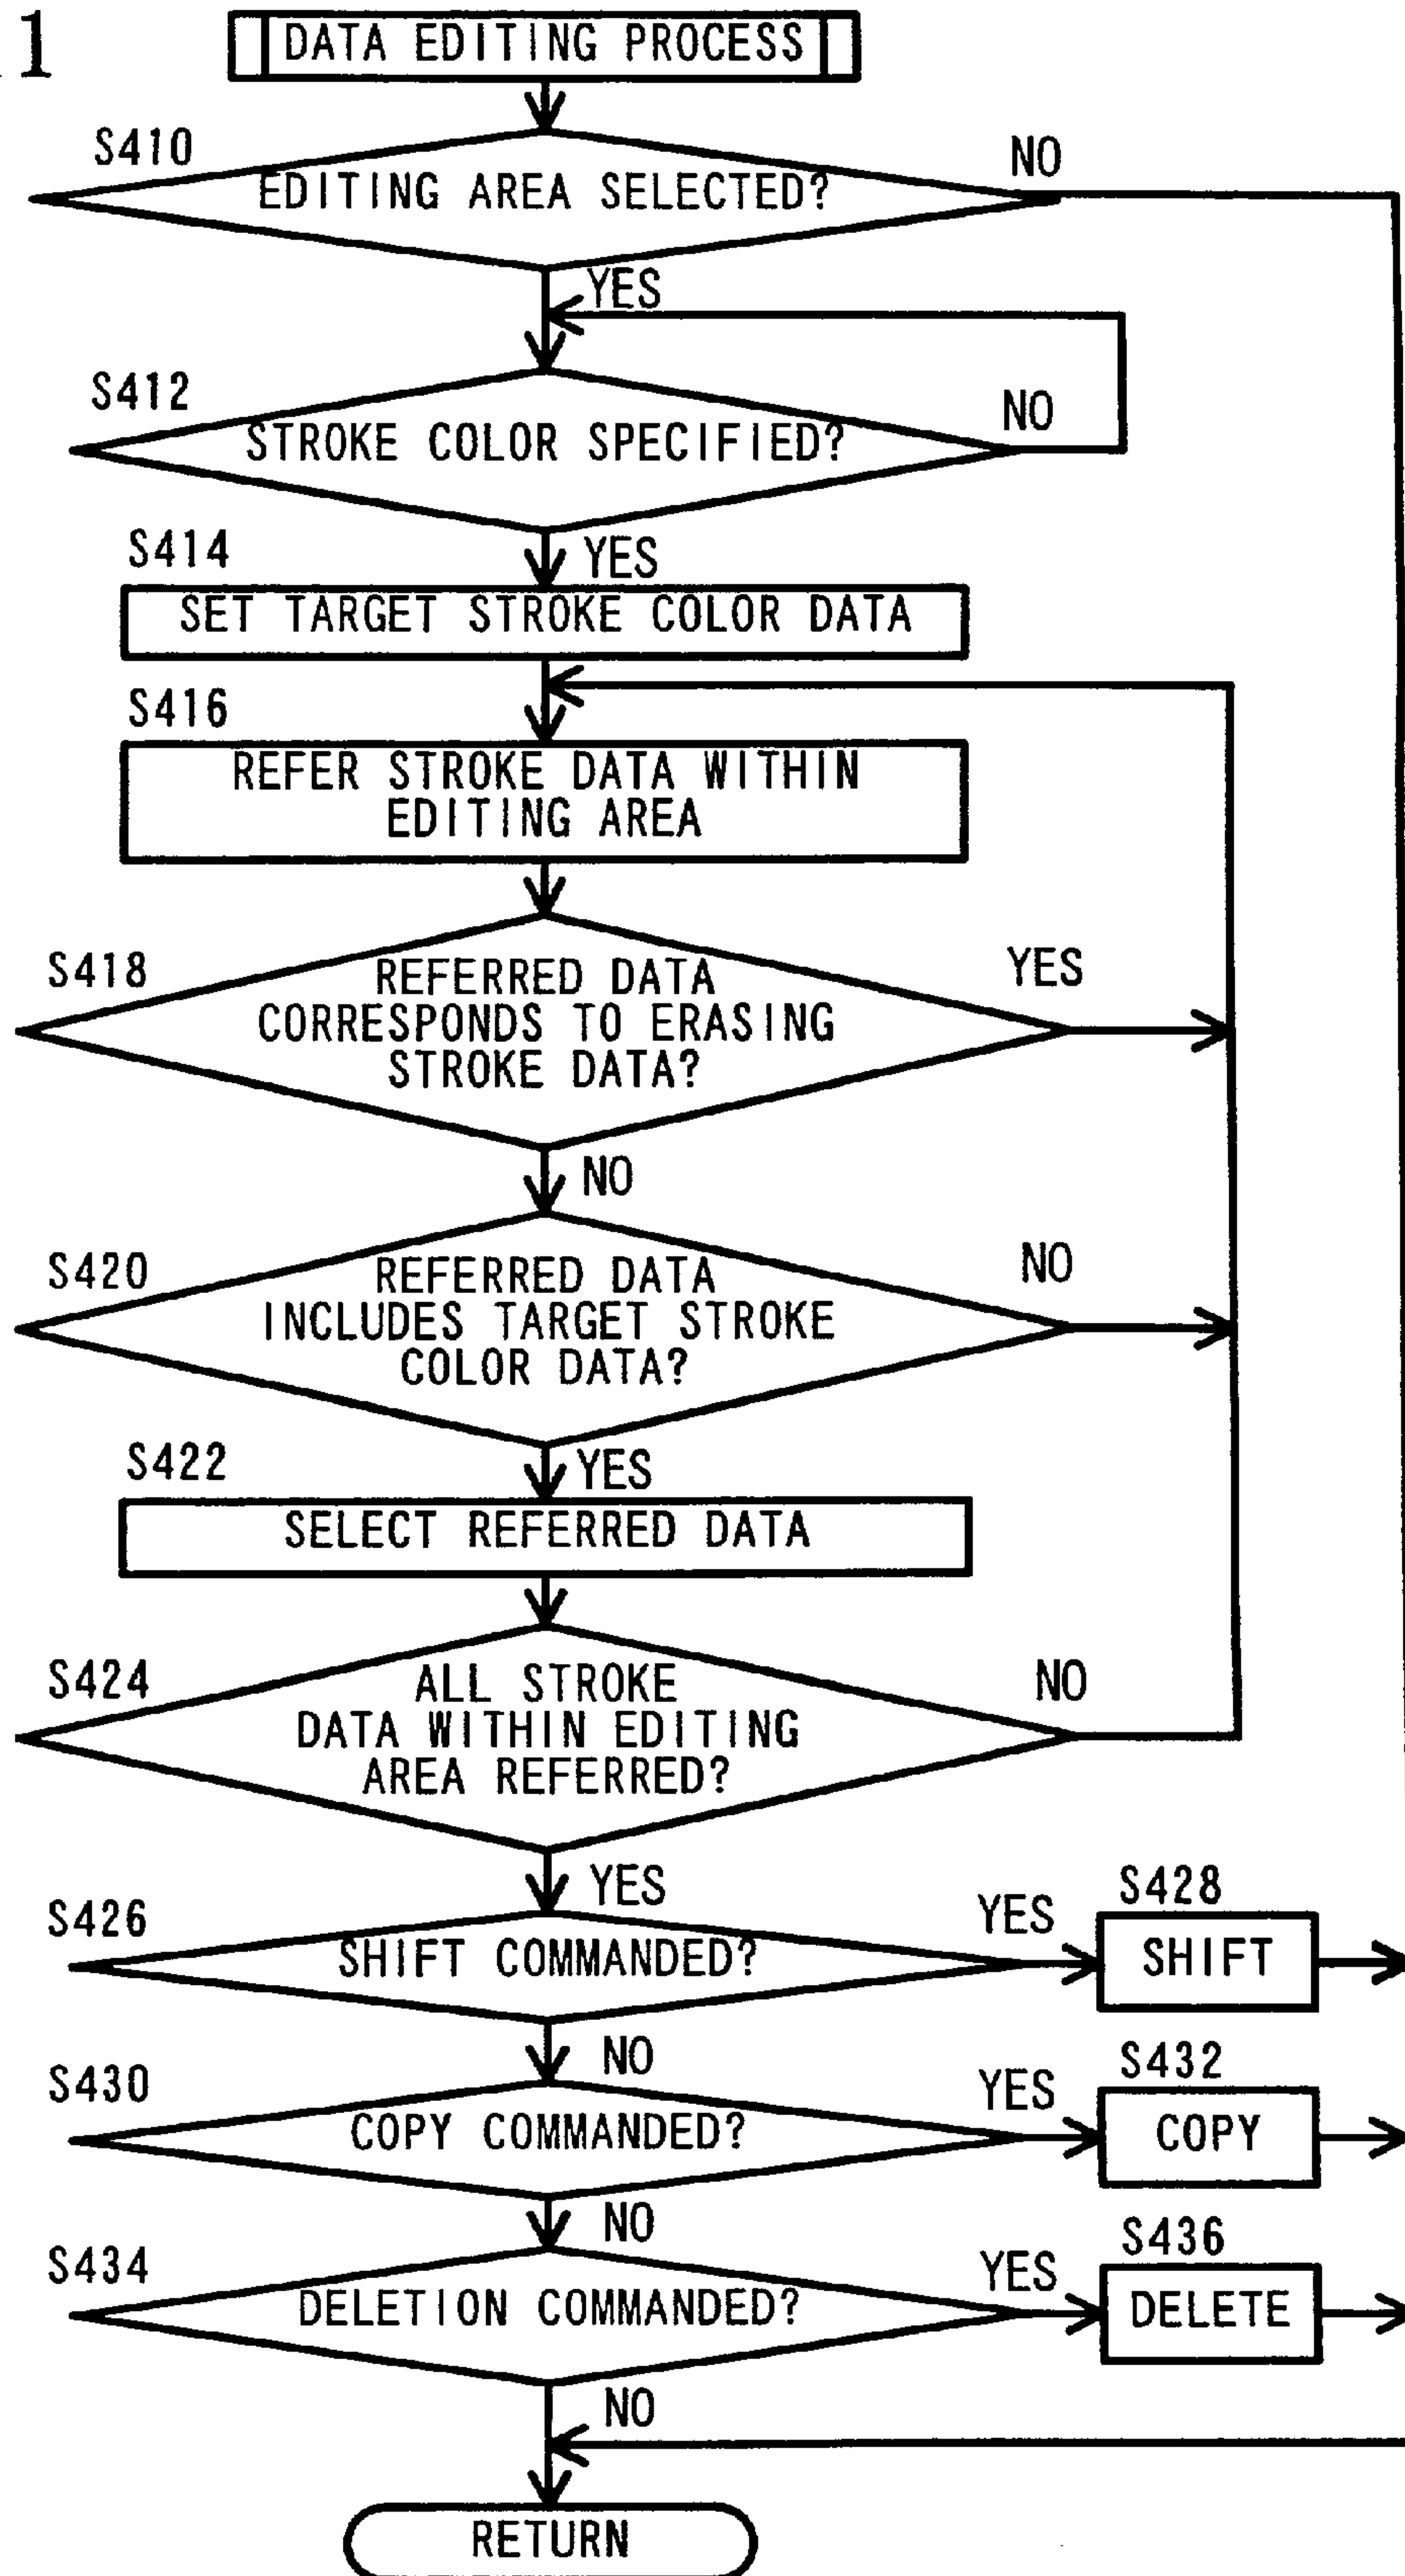 1
DATA EDITING PROCESS
S410
EDITING AREA SELECTED?
NO
YES
S412
STROKE COLOR SPECIFIED?
NO
YES
S414
SET TARGET STROKE COLOR DATA
S416
REFER STROKE DATA WITHIN
EDITING AREA
S418
REFERRED DATA
CORRESPONDS TO ERASING
STROKE DATA?
YES
NO
S420
REFERRED DATA
INCLUDES TARGET STROKE
COLOR DATA?
NO
YES
S422
SELECT REFERRED DATA
S424
ALL STROKE
DATA WITHIN EDITING
AREA REFERRED?
NO
YES
S426
SHIFT COMMANDED?
YES
S428
SHIFT
NO
S430
COPY COMMANDED?
YES
S432
COPY
NO
S434
DELETION COMMANDED?
YES
S436
DELETE
NO
RETURN